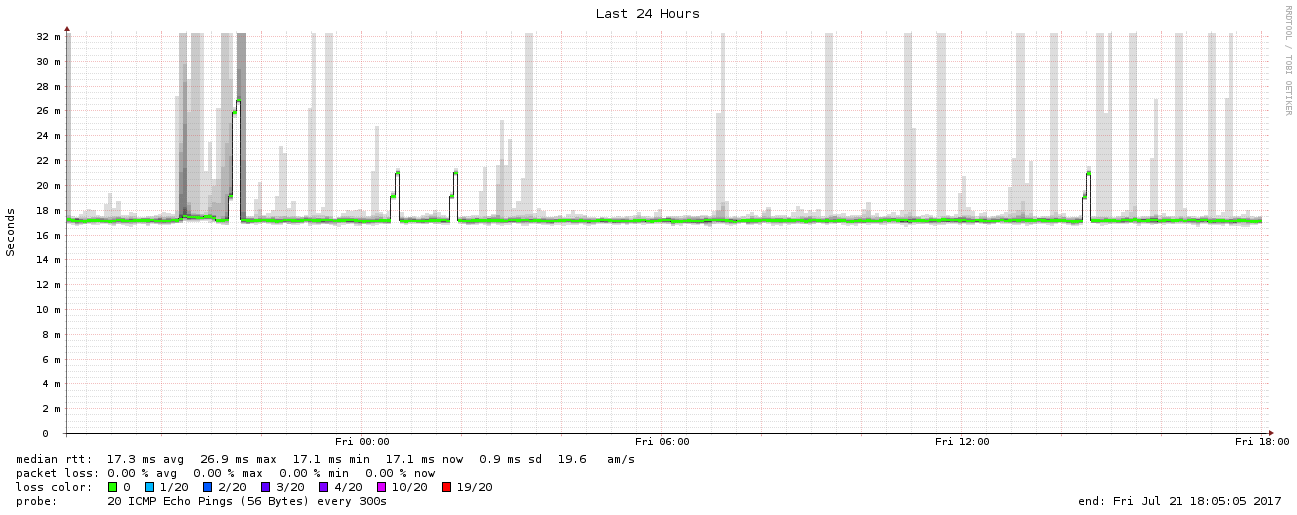 Last 24 Hours
RRDTOOL / TOBI OETIKER
Seconds
32 m
30 m
28 m
26 m
24 m
22 m
20 m
18 m
16 m
14 m
12 m
10 m
8 m
6 m
4 m
2 m
0
Fri 00:00 Fri 06:00 Fri 12:00 Fri 18:00
median rtt: 17.3 ms avg 26.9 ms max 17.1 ms min 17.1 ms now 0.9 ms sd 19.6 am/s
packet loss: 0.00 % avg 0.00 % max 0.00 % min 0.00 % now
loss color: 0 1/20 2/20 3/20 4/20 10/20 19/20
probe: 20 ICMP Echo Pings (56 Bytes) every 300s end: Fri Jul 21 18:05:05 2017